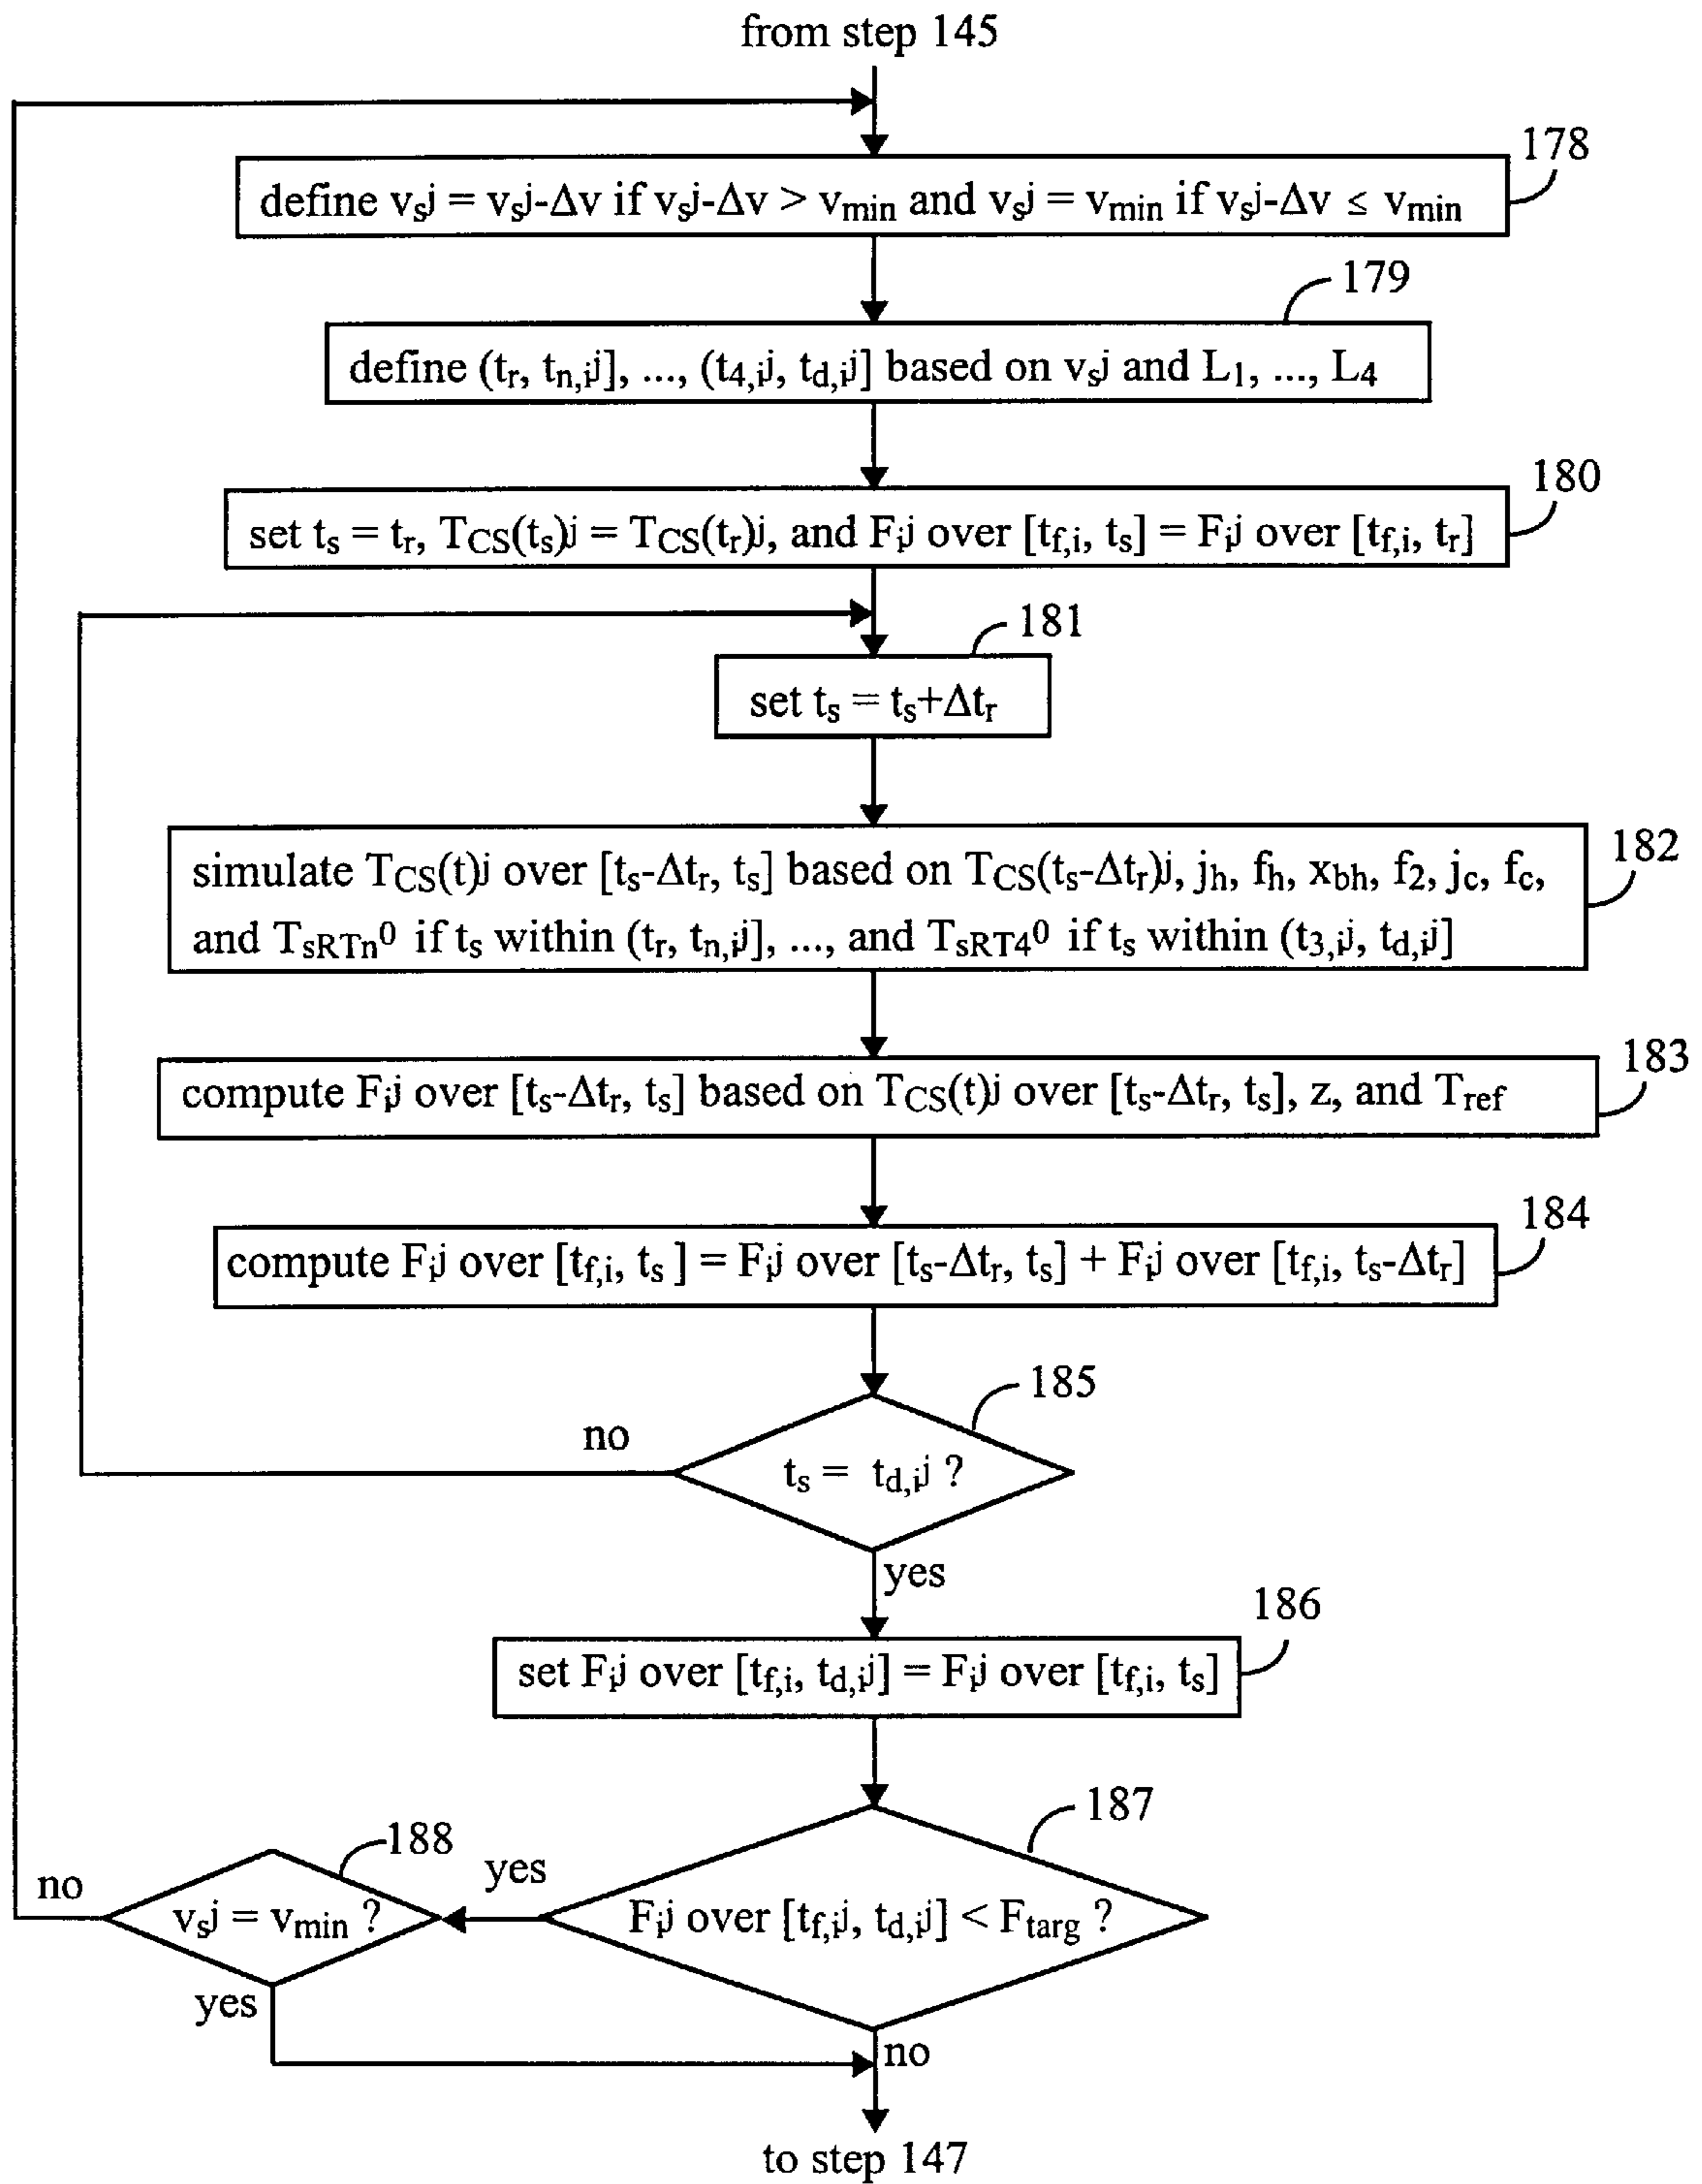 from step 145
178
define vsj = vsj-Δv if vsj-Δv > vmin and vsj = vmin if vsj-Δv ≤ vmin
179
define (tr, tn,ij], ..., (t4,ij, td,ij] based on vsj and L1, ..., L4
180
set ts = tr, TCS(ts)j = TCS(tr)j, and Fij over [tf,i, ts] = Fij over [tf,i, tr]
181
set ts = ts+Δtr
182
simulate TCS(t)j over [ts-Δtr, ts] based on TCS(ts-Δtr)j, jh, fh, xbh, f2, jc, fc,
and TsRTn0 if ts within (tr, tn,ij], ..., and TsRT40 if ts within (t3,ij, td,ij]
183
compute Fij over [ts-Δtr, ts] based on TCS(t)j over [ts-Δtr, ts], z, and Tref
184
compute Fij over [tf,i, ts ] = Fij over [ts-Δtr, ts] + Fij over [tf,i, ts-Δtr]
185
no
ts = td,ij ?
yes
186
set Fij over [tf,i, td,ij] = Fij over [tf,i, ts]
187
188
yes
no
vsj = vmin ?
Fij over [tf,ij, td,ij] < Ftarg ?
yes
no
to step 147